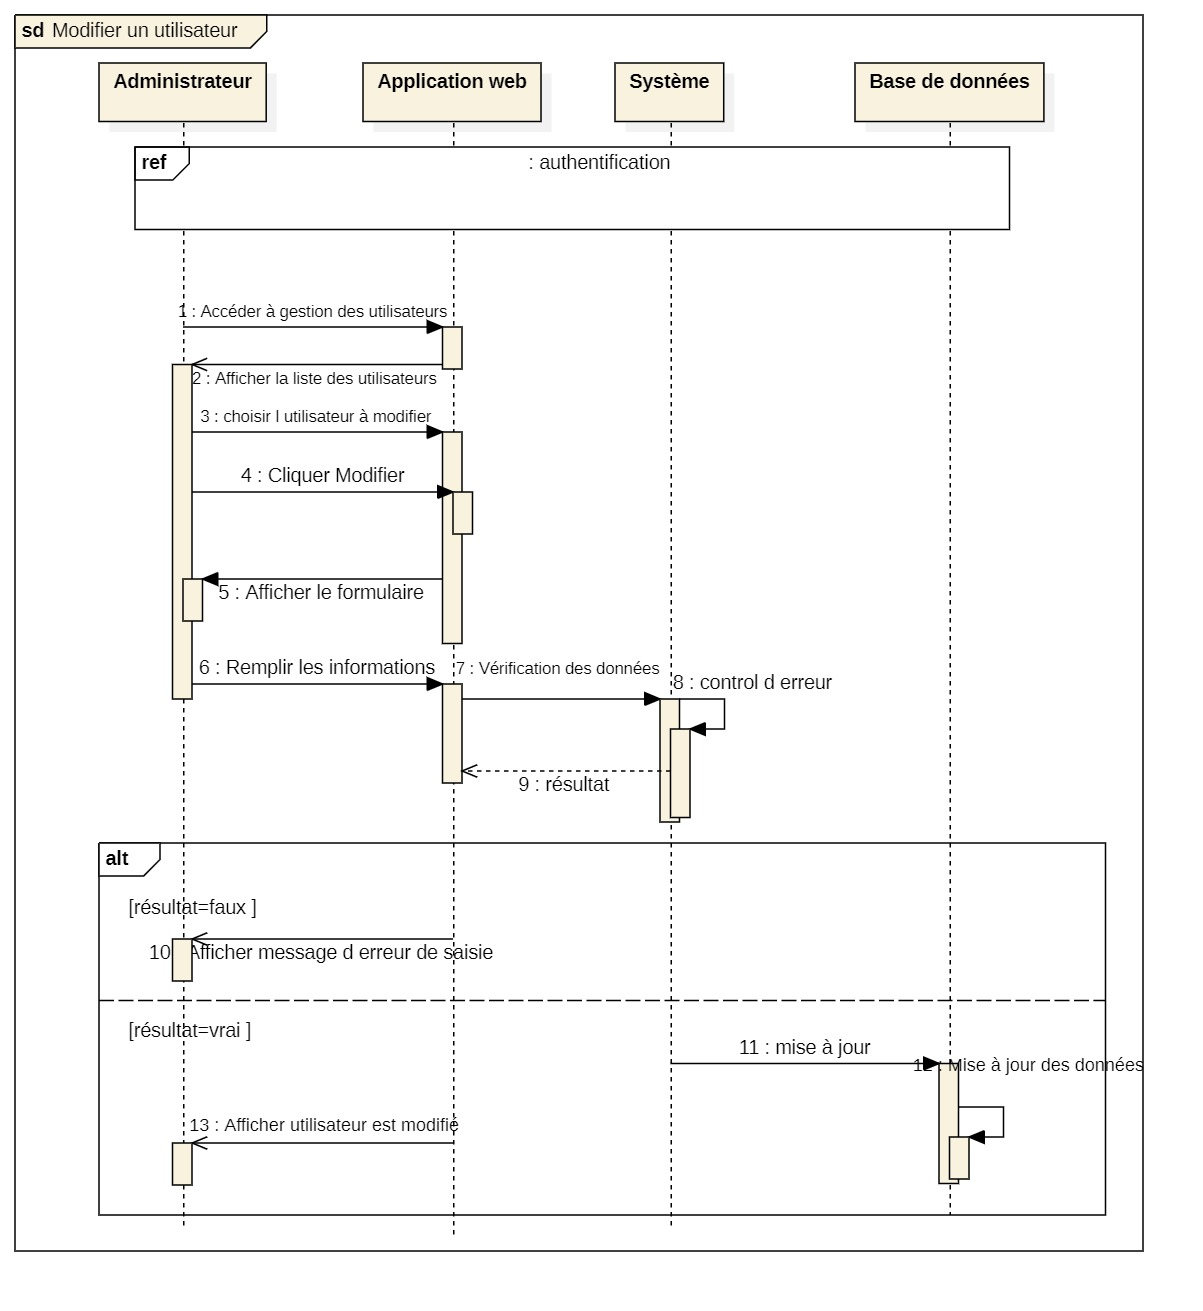 sd Modifier un utilisateur
Administrateur
Application web
Système
Base de données
ref
: authentification
1 : Accéder à gestion des utilisateurs
2 : Afficher la liste des utilisateurs
3 : choisir l utilisateur à modifier
4 : Cliquer Modifier
5 : Afficher le formulaire
6 : Remplir les informations
7 : Vérification des données
8 : control d erreur
9 : résultat
alt
[résultat=faux ]
10 : Afficher message d erreur de saisie
[résultat=vrai ]
11 : mise à jour
12 : Mise à jour des données
13 : Afficher utilisateur est modifié